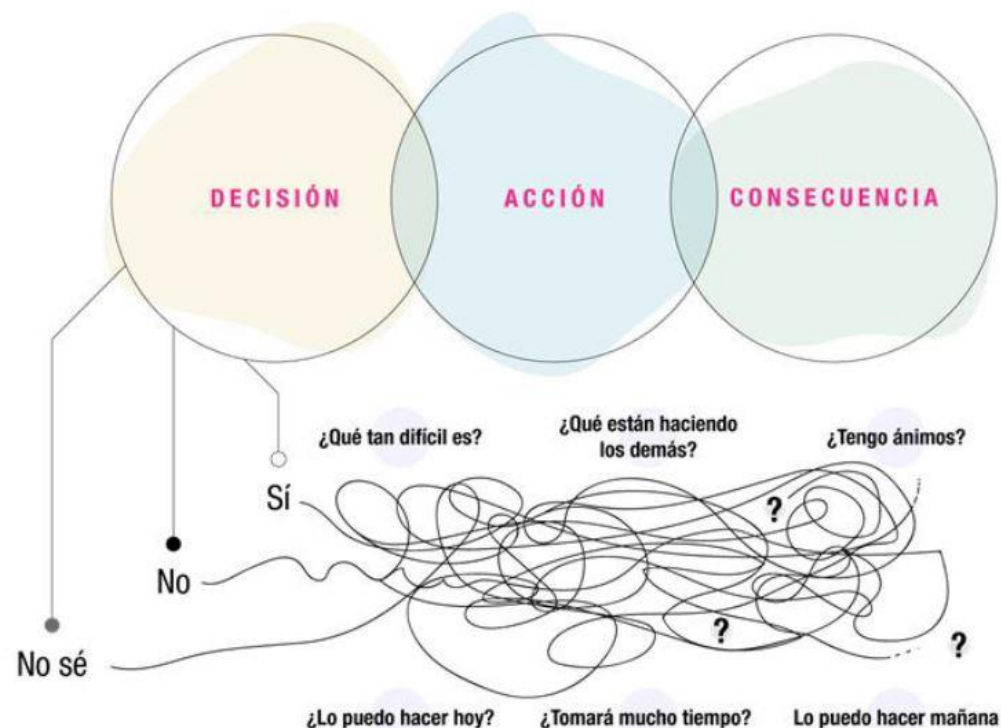 DECISIÓN
ACCIÓN
CONSECUENCIA
¿Qué tan difícil es?
¿Qué están haciendo
los demás?
¿Tengo ánimos?
Sí
?
No
?
?
No sé
¿Lo puedo hacer hoy?
¿Tomará mucho tiempo?
Lo puedo hacer mañana